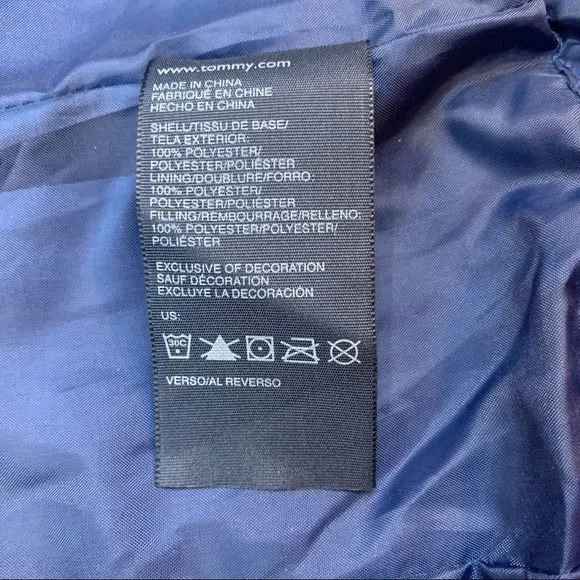 www.tommy.com
MADE IN CHINA
FABRIQUÉ EN CHINE
HECHO EN CHINA
SHELL/TISSU DE BASE/
TELA EXTERIOR:
100% POLYESTER/
POLYESTER/POLIÉSTER
LINING/DOUBLURE/FORRO:
100% POLYESTER/
POLYESTER/POLIÉSTER
FILLING/REMBOURRAGE/RELLENO:
100% POLYESTER/POLYESTER/
POLIÉSTER
EXCLUSIVE OF DECORATION
SAUF DÉCORATION
EXCLUYE LA DECORACIÓN
US:
30C
VERSO/AL REVERSO